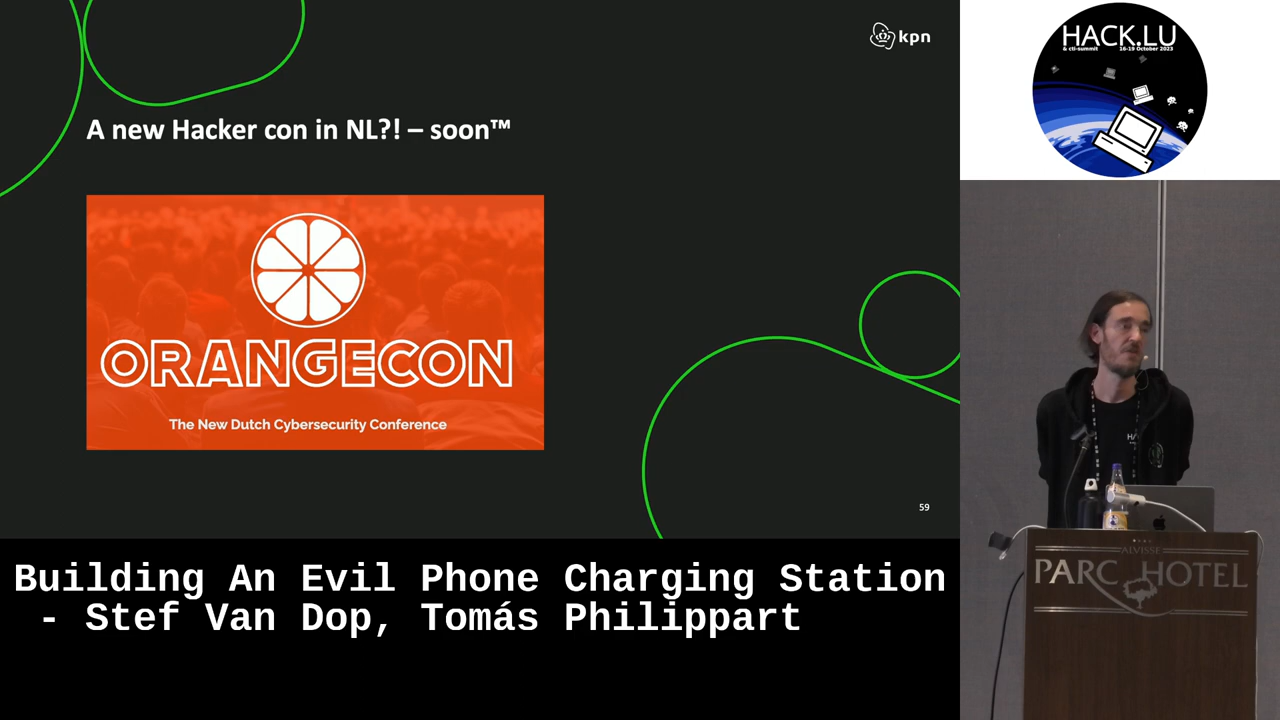 kpn
A new Hacker con in NL?! – soon™
ORANGECON
The New Dutch Cybersecurity Conference
59
HACK.LU
& cti-summit 16-19 October 2023
ALVISSE
PARC HOTEL
Building An Evil Phone Charging Station
- Stef Van Dop, Tomás Philippart